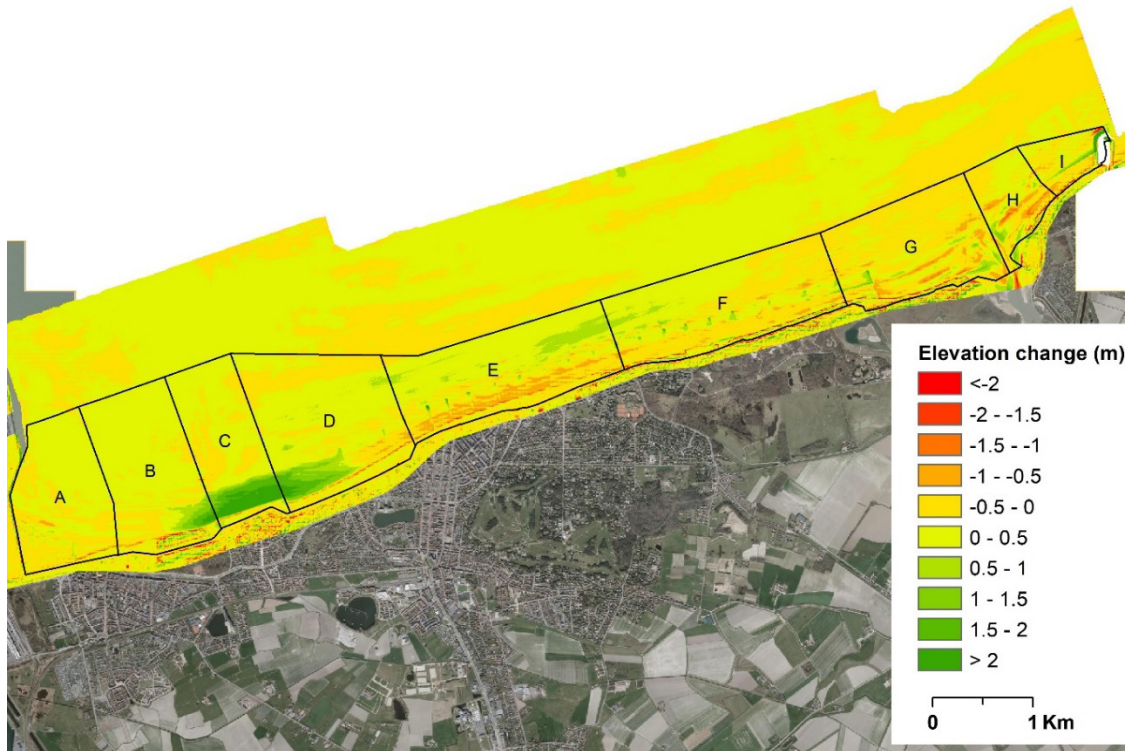 A
B
C
D
E
F
G
H
I
Elevation change (m)
<-2
-2 - -1.5
-1.5 - -1
-1 - -0.5
-0.5 - 0
0 - 0.5
0.5 - 1
1 - 1.5
1.5 - 2
> 2
0 1 Km